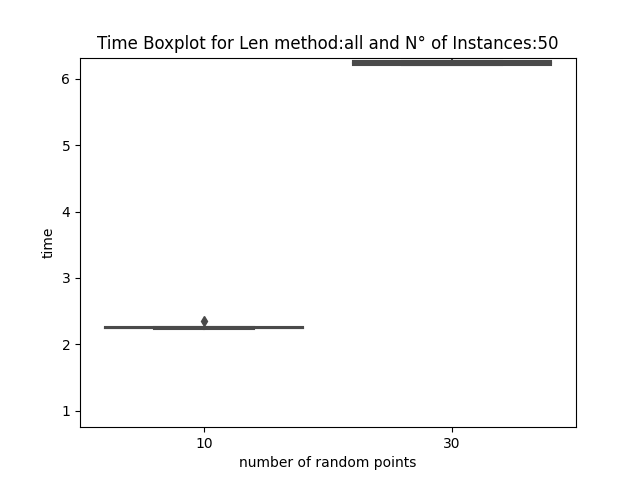 Time Boxplot for Len method:all and N° of Instances:50
6
5
4
3
2
1
time
10 30
number of random points